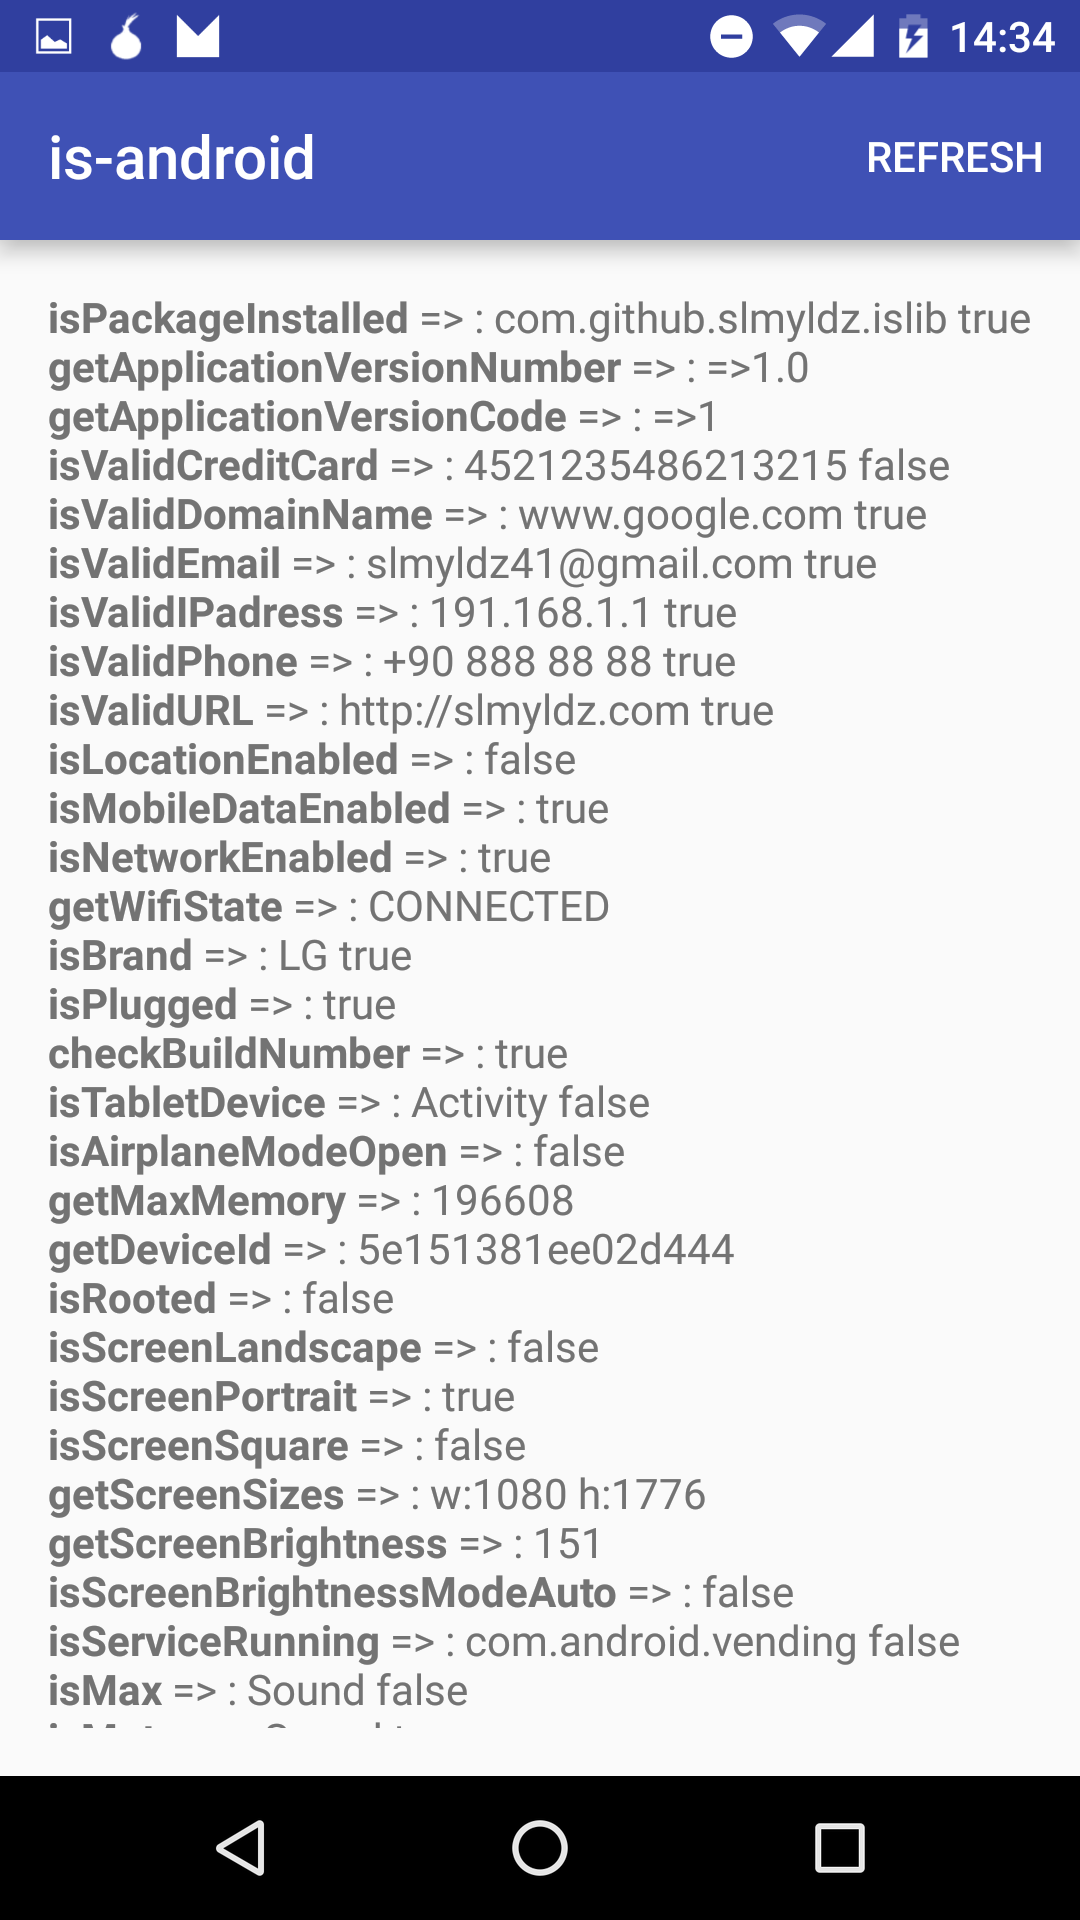 14:34
is-android REFRESH
isPackageInstalled => : com.github.slmyldz.islib true
getApplicationVersionNumber => : =>1.0
getApplicationVersionCode => : =>1
isValidCreditCard => : 4521235486213215 false
isValidDomainName => : www.google.com true
isValidEmail => : slmyldz41@gmail.com true
isValidIPadress => : 191.168.1.1 true
isValidPhone => : +90 888 88 88 true
isValidURL => : http://slmyldz.com true
isLocationEnabled => : false
isMobileDataEnabled => : true
isNetworkEnabled => : true
getWifiState => : CONNECTED
isBrand => : LG true
isPlugged => : true
checkBuildNumber => : true
isTabletDevice => : Activity false
isAirplaneModeOpen => : false
getMaxMemory => : 196608
getDeviceId => : 5e151381ee02d444
isRooted => : false
isScreenLandscape => : false
isScreenPortrait => : true
isScreenSquare => : false
getScreenSizes => : w:1080 h:1776
getScreenBrightness => : 151
isScreenBrightnessModeAuto => : false
isServiceRunning => : com.android.vending false
isMax => : Sound false